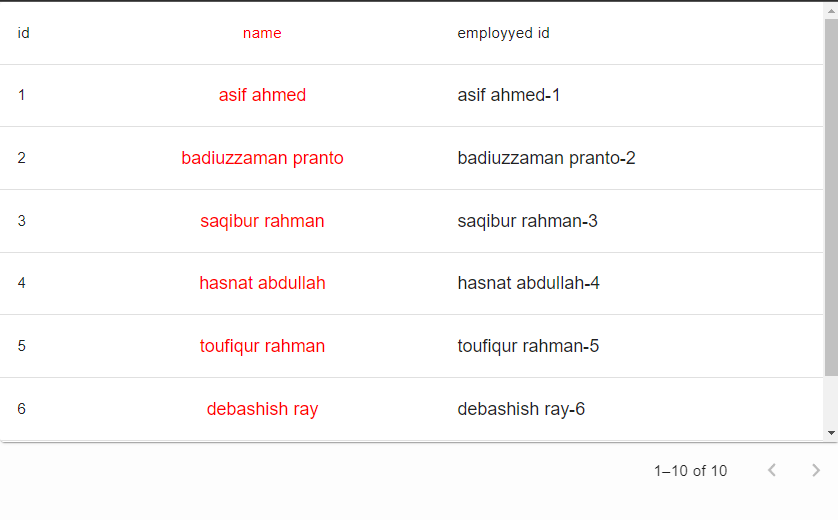 id name employyed id
1 asif ahmed asif ahmed-1
2 badiuzzaman pranto badiuzzaman pranto-2
3 saqibur rahman saqibur rahman-3
4 hasnat abdullah hasnat abdullah-4
5 toufiqur rahman toufiqur rahman-5
6 debashish ray debashish ray-6
1–10 of 10